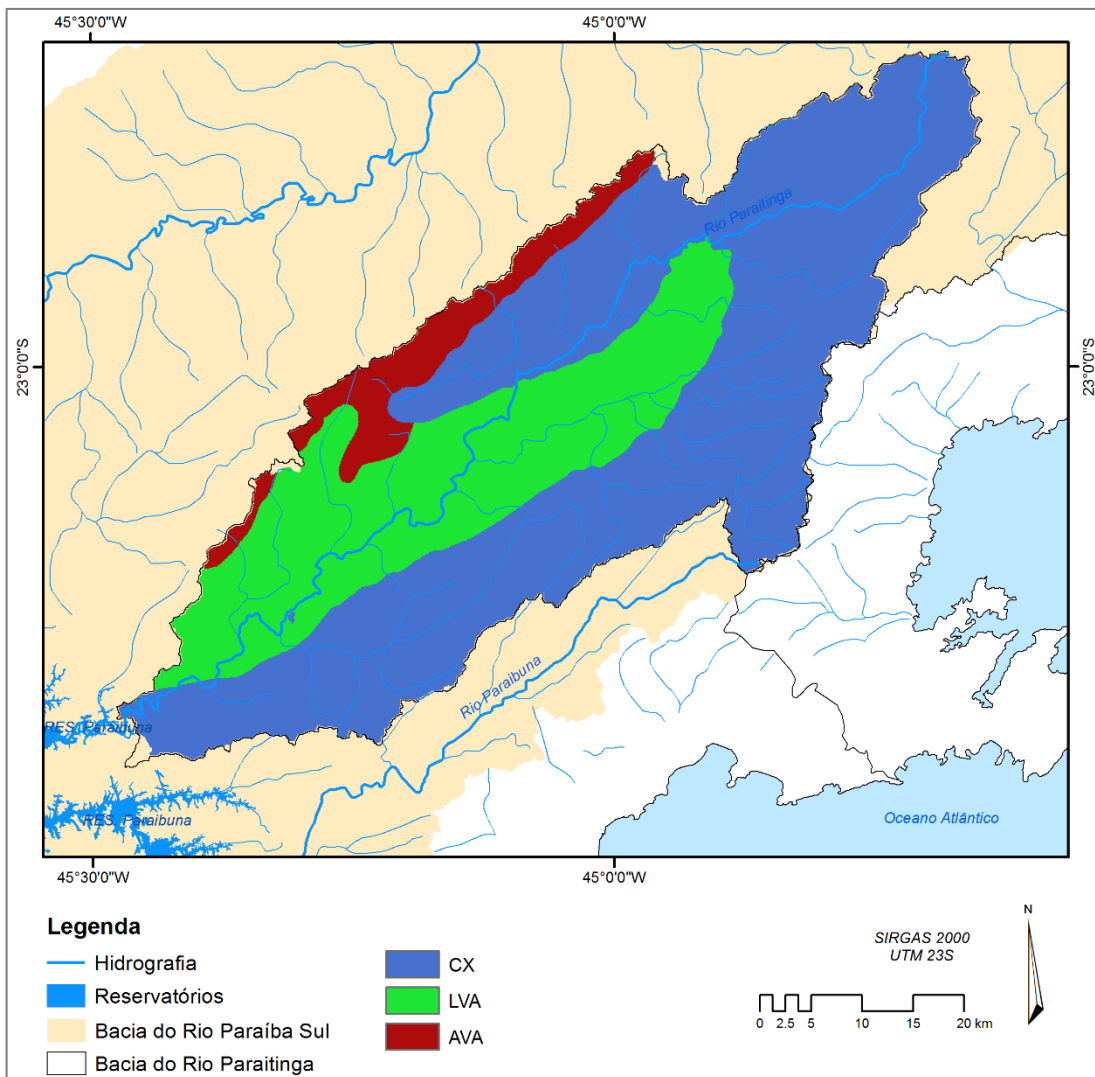 45°30'0"W
45°0'0"W
Rio Paraitinga
23°0'0"S
23°0'0"S
Rio Paraibuna
RES. Paraibuna
RES. Paraibuna
Oceano Atlântico
45°30'0"W
45°0'0"W
Legenda
Hidrografia
Reservatórios
Bacia do Rio Paraíba Sul
Bacia do Rio Paraitinga
CX
LVA
AVA
SIRGAS 2000
UTM 23S
0 2.5 5 10 15 20 km
N